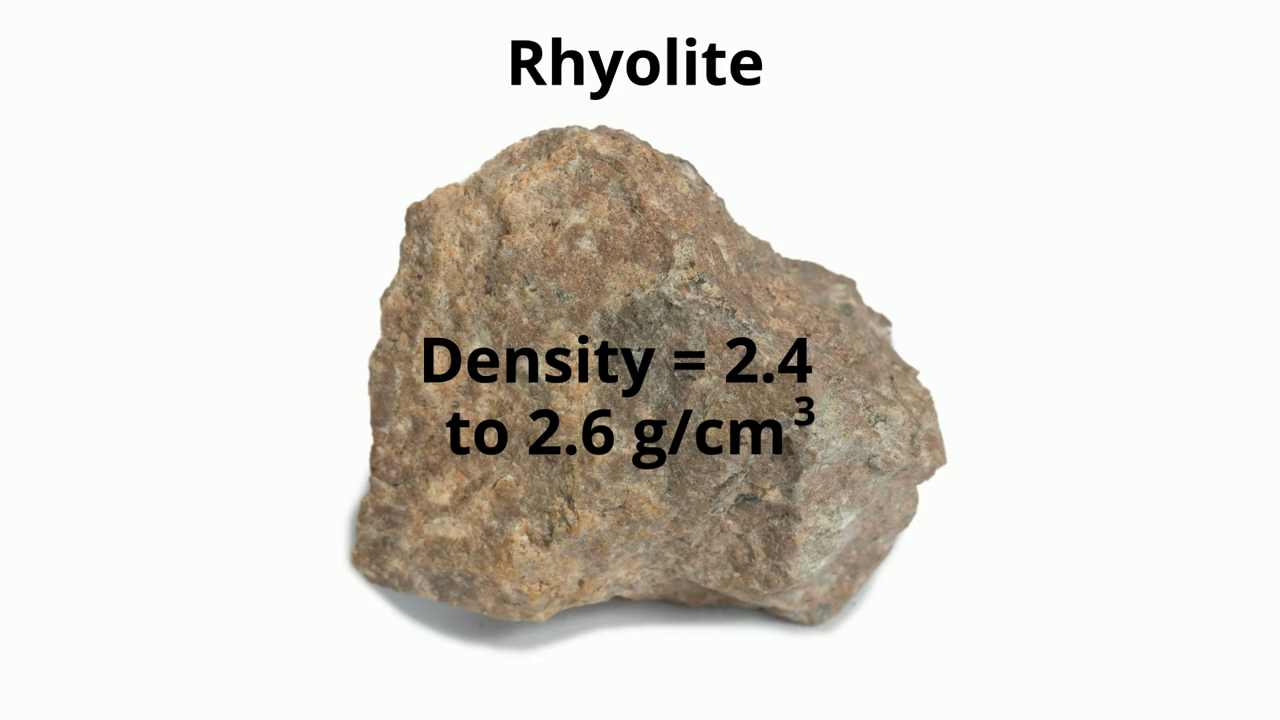 Rhyolite
Density = 2.4
to 2.6 g/cm³